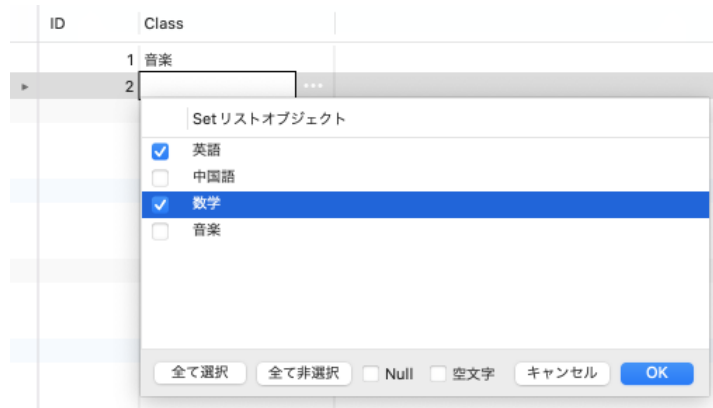 ID Class
1 音楽
2
Setリストオブジェクト
英語
中国語
数学
音楽
全て選択 全て非選択 Null 空文字 キャンセル OK